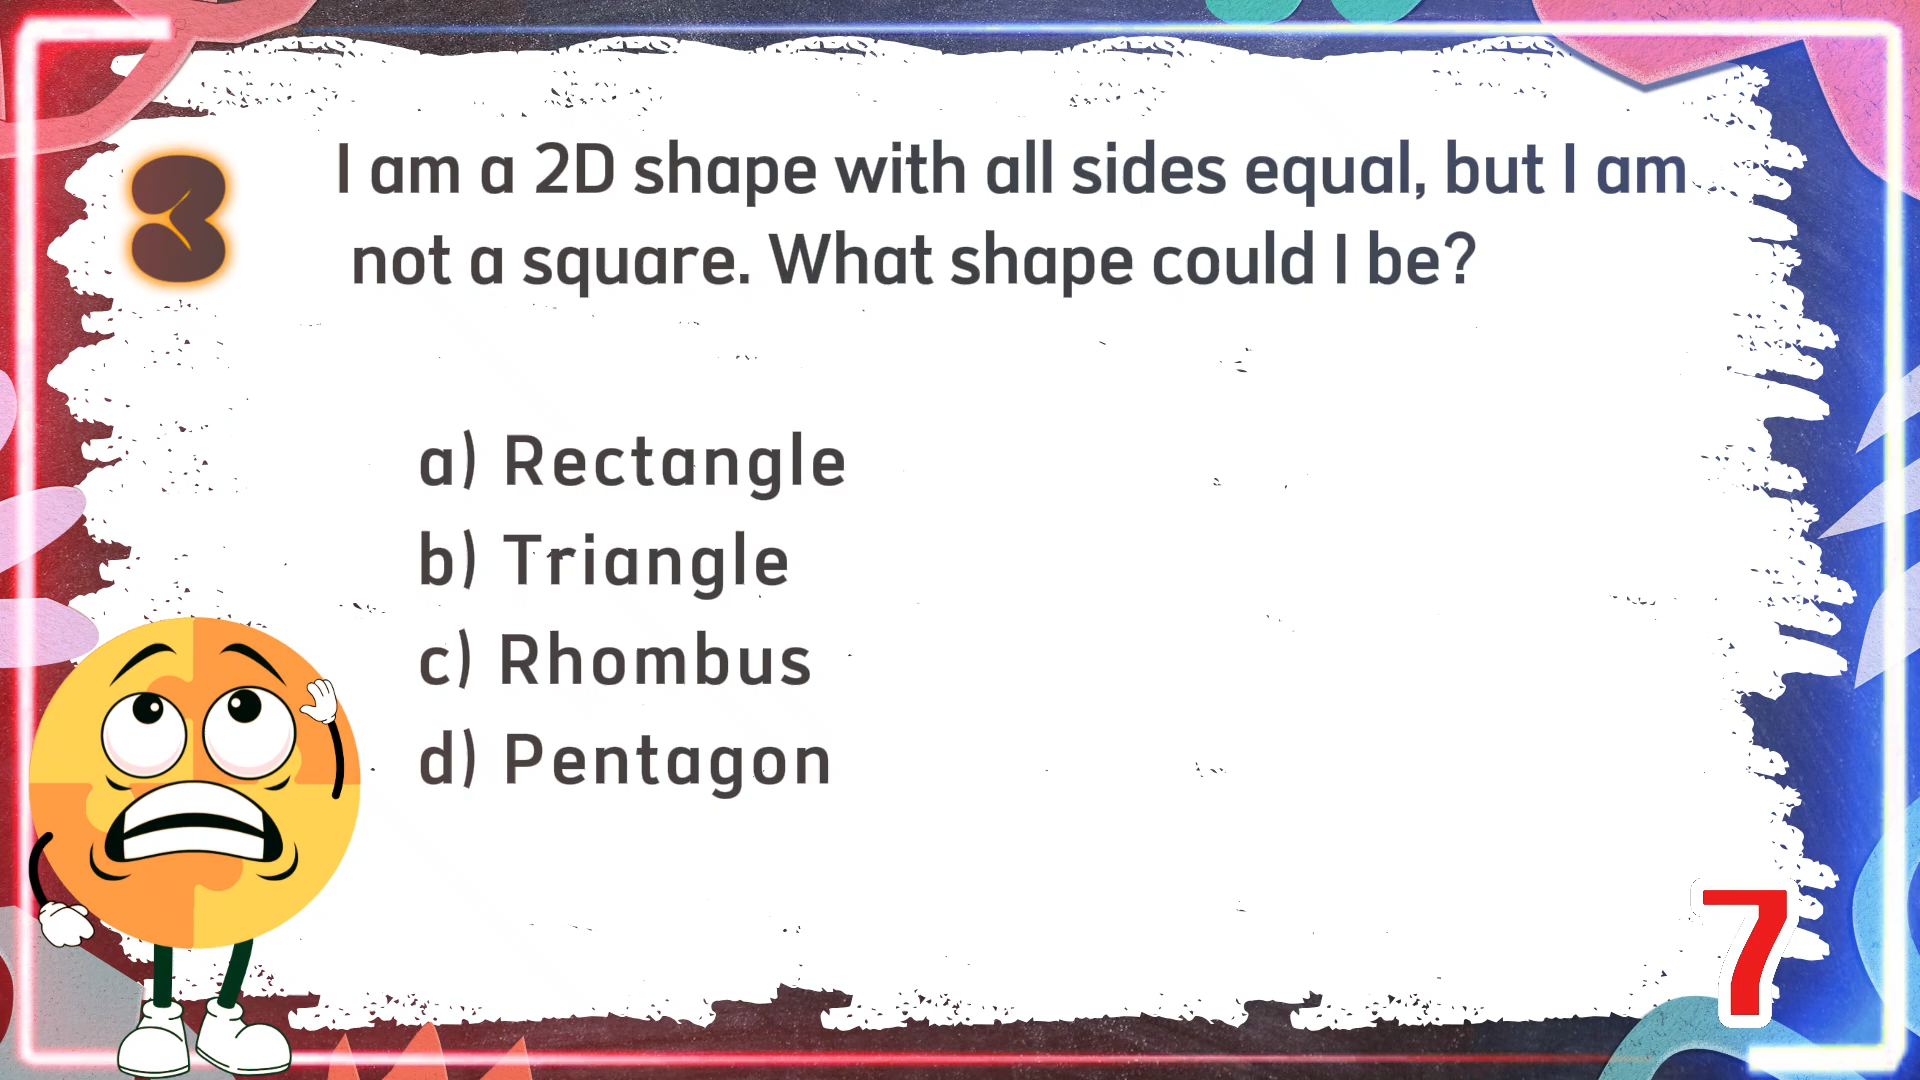 3
I am a 2D shape with all sides equal, but I am
not a square. What shape could I be?
a) Rectangle
b) Triangle
c) Rhombus
d) Pentagon
7